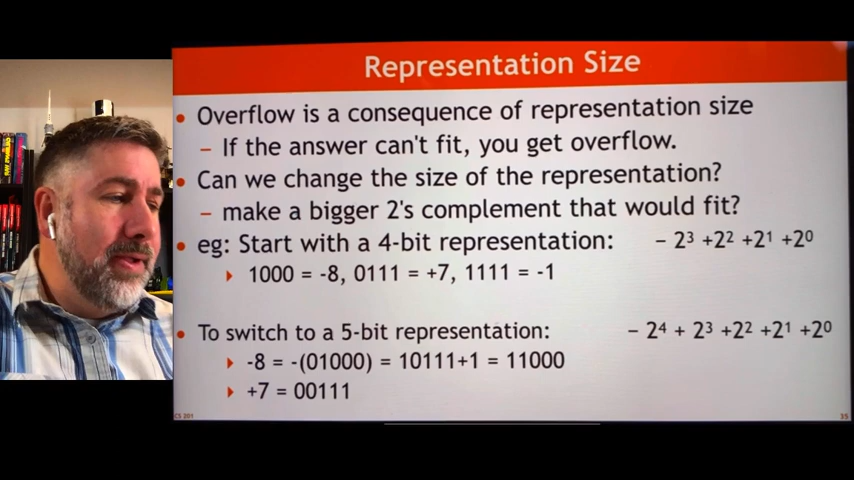 Representation Size
• Overflow is a consequence of representation size
– If the answer can't fit, you get overflow.
• Can we change the size of the representation?
– make a bigger 2's complement that would fit?
• eg: Start with a 4-bit representation: – 2³ +2² +2¹ +2⁰
1000 = -8, 0111 = +7, 1111 = -1
• To switch to a 5-bit representation: – 2⁴ + 2³ +2² +2¹ +2⁰
-8 = -(01000) = 10111+1 = 11000
+7 = 00111
CS 201
35